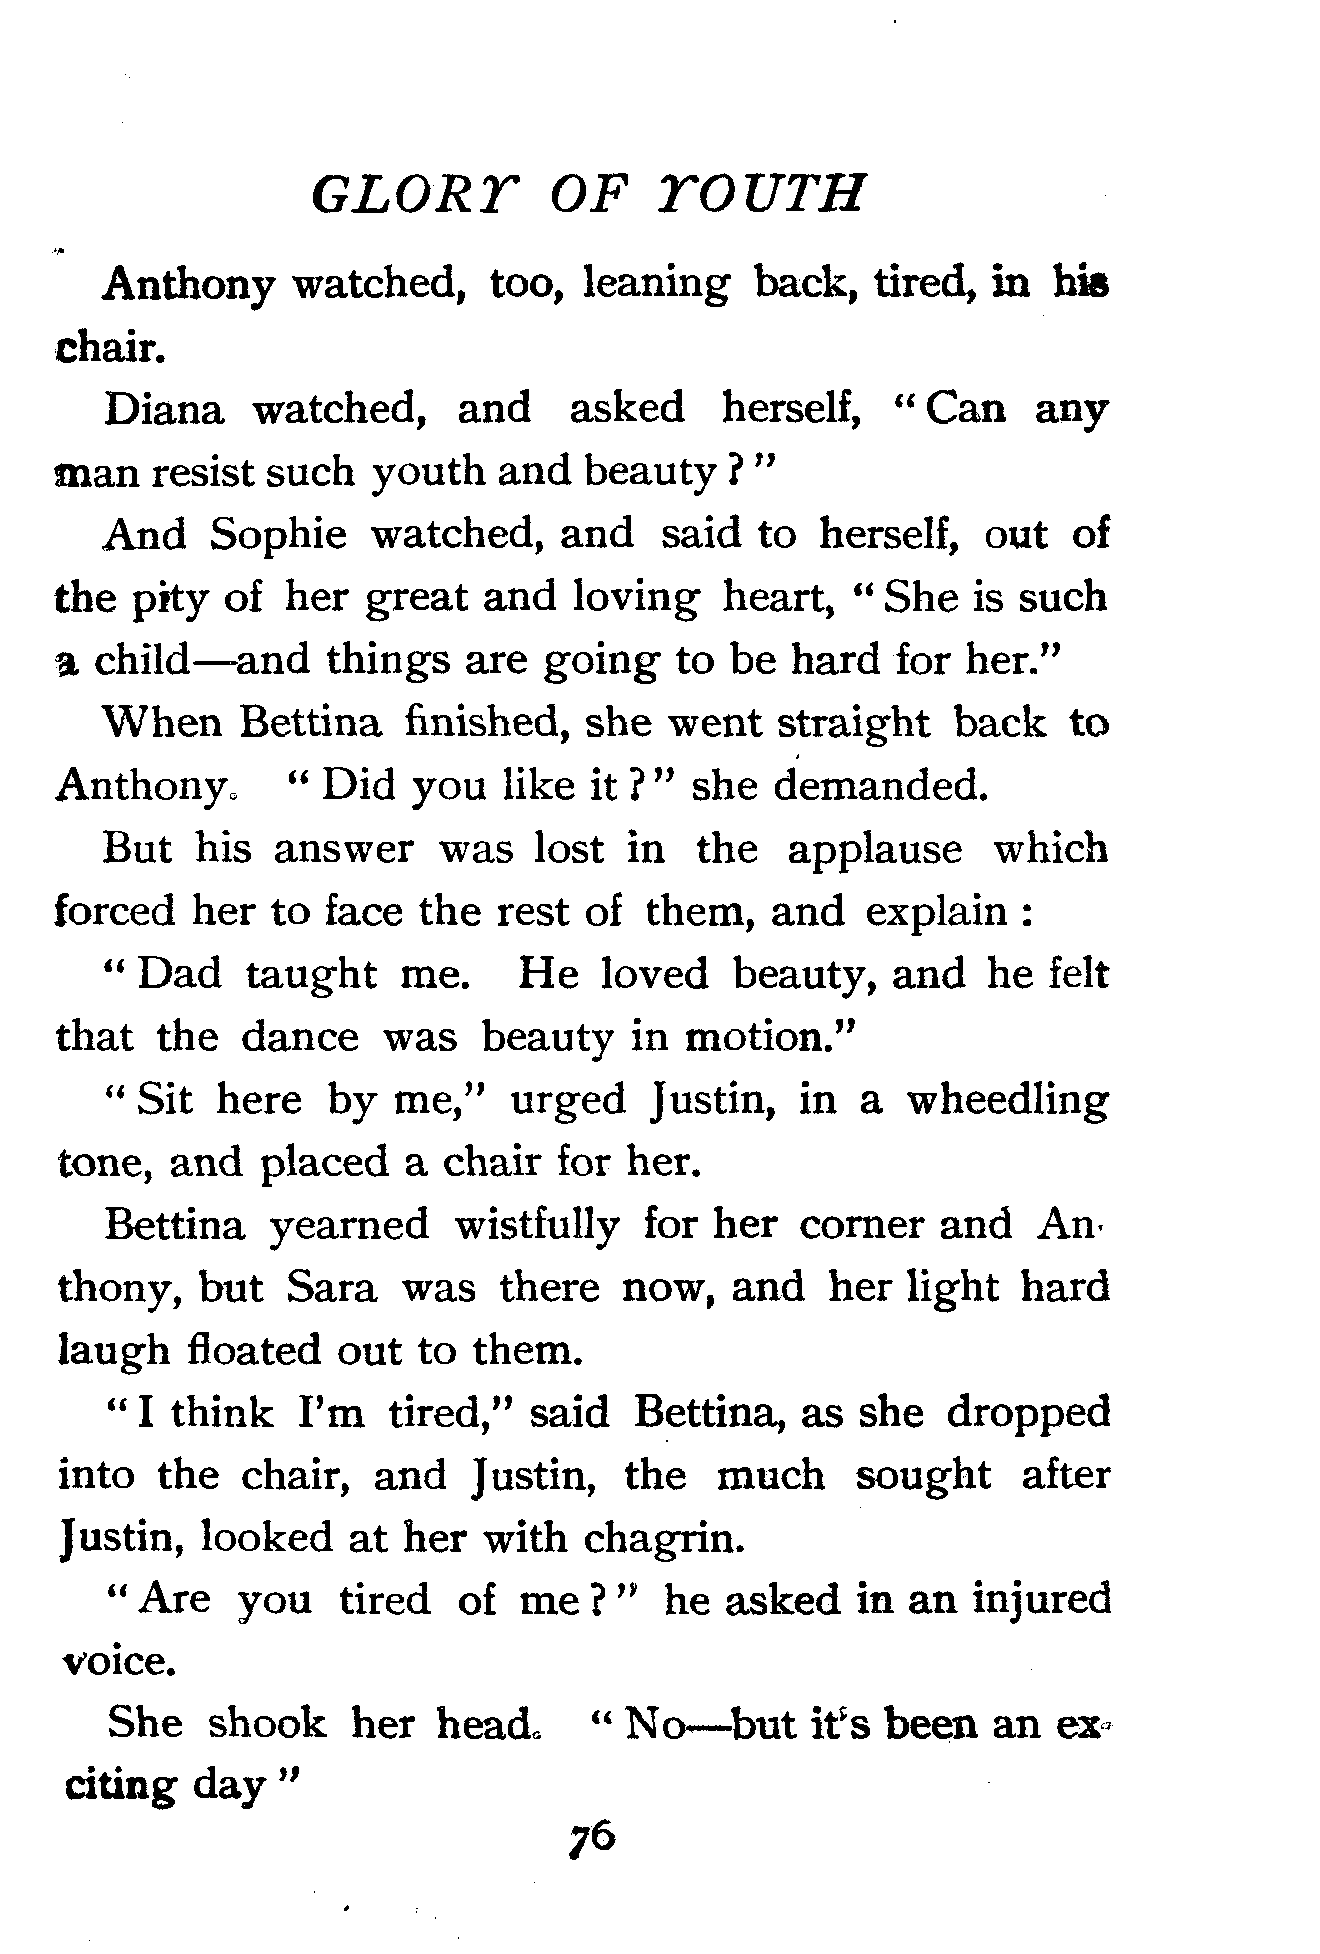 GLORY OF YOUTH
Anthony watched, too, leaning back, tired, in his
chair.
Diana watched, and asked herself, “ Can any
man resist such youth and beauty ? ”
And Sophie watched, and said to herself, out of
the pity of her great and loving heart, “ She is such
a child—and things are going to be hard for her.”
When Bettina finished, she went straight back to
Anthony. “ Did you like it ? ” she demanded.
But his answer was lost in the applause which
forced her to face the rest of them, and explain :
“ Dad taught me. He loved beauty, and he felt
that the dance was beauty in motion.”
“ Sit here by me,” urged Justin, in a wheedling
tone, and placed a chair for her.
Bettina yearned wistfully for her corner and An-
thony, but Sara was there now, and her light hard
laugh floated out to them.
“ I think I’m tired,” said Bettina, as she dropped
into the chair, and Justin, the much sought after
Justin, looked at her with chagrin.
“ Are you tired of me ? ” he asked in an injured
voice.
She shook her head. “ No—but it’s been an ex-
citing day ”
76